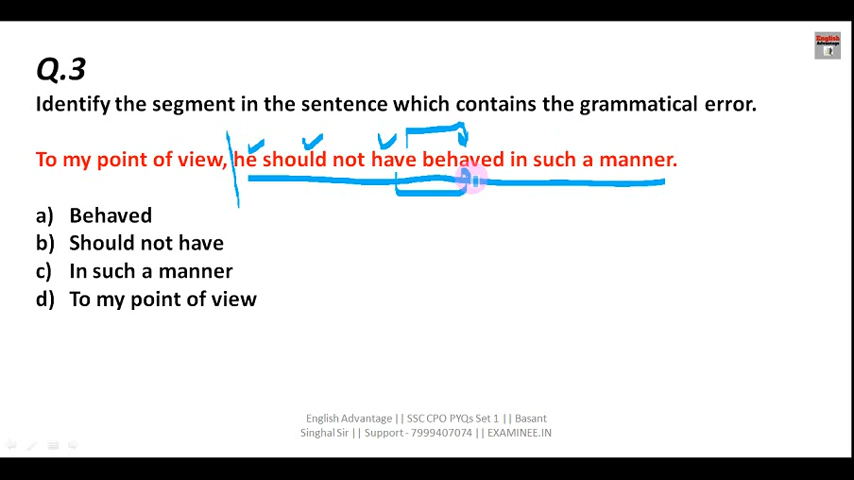 English
Advantage
Q.3
Identify the segment in the sentence which contains the grammatical error.
To my point of view, he should not have behaved in such a manner.
a) Behaved
b) Should not have
c) In such a manner
d) To my point of view
English Advantage || SSC CPO PYQs Set 1 || Basant
Singhal Sir || Support - 7999407074 || EXAMINEE.IN